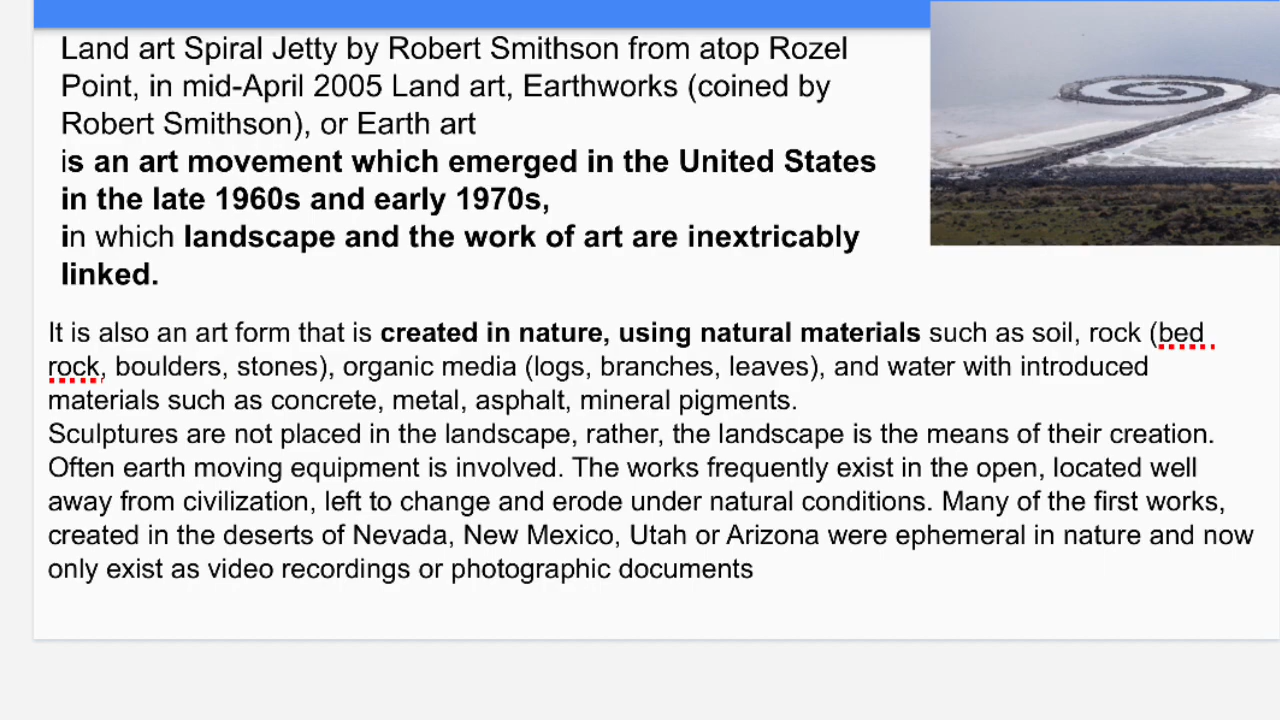 Land art Spiral Jetty by Robert Smithson from atop Rozel
Point, in mid-April 2005 Land art, Earthworks (coined by
Robert Smithson), or Earth art
is an art movement which emerged in the United States
in the late 1960s and early 1970s,
in which landscape and the work of art are inextricably
linked.
It is also an art form that is created in nature, using natural materials such as soil, rock (bed
rock, boulders, stones), organic media (logs, branches, leaves), and water with introduced
materials such as concrete, metal, asphalt, mineral pigments.
Sculptures are not placed in the landscape, rather, the landscape is the means of their creation.
Often earth moving equipment is involved. The works frequently exist in the open, located well
away from civilization, left to change and erode under natural conditions. Many of the first works,
created in the deserts of Nevada, New Mexico, Utah or Arizona were ephemeral in nature and now
only exist as video recordings or photographic documents